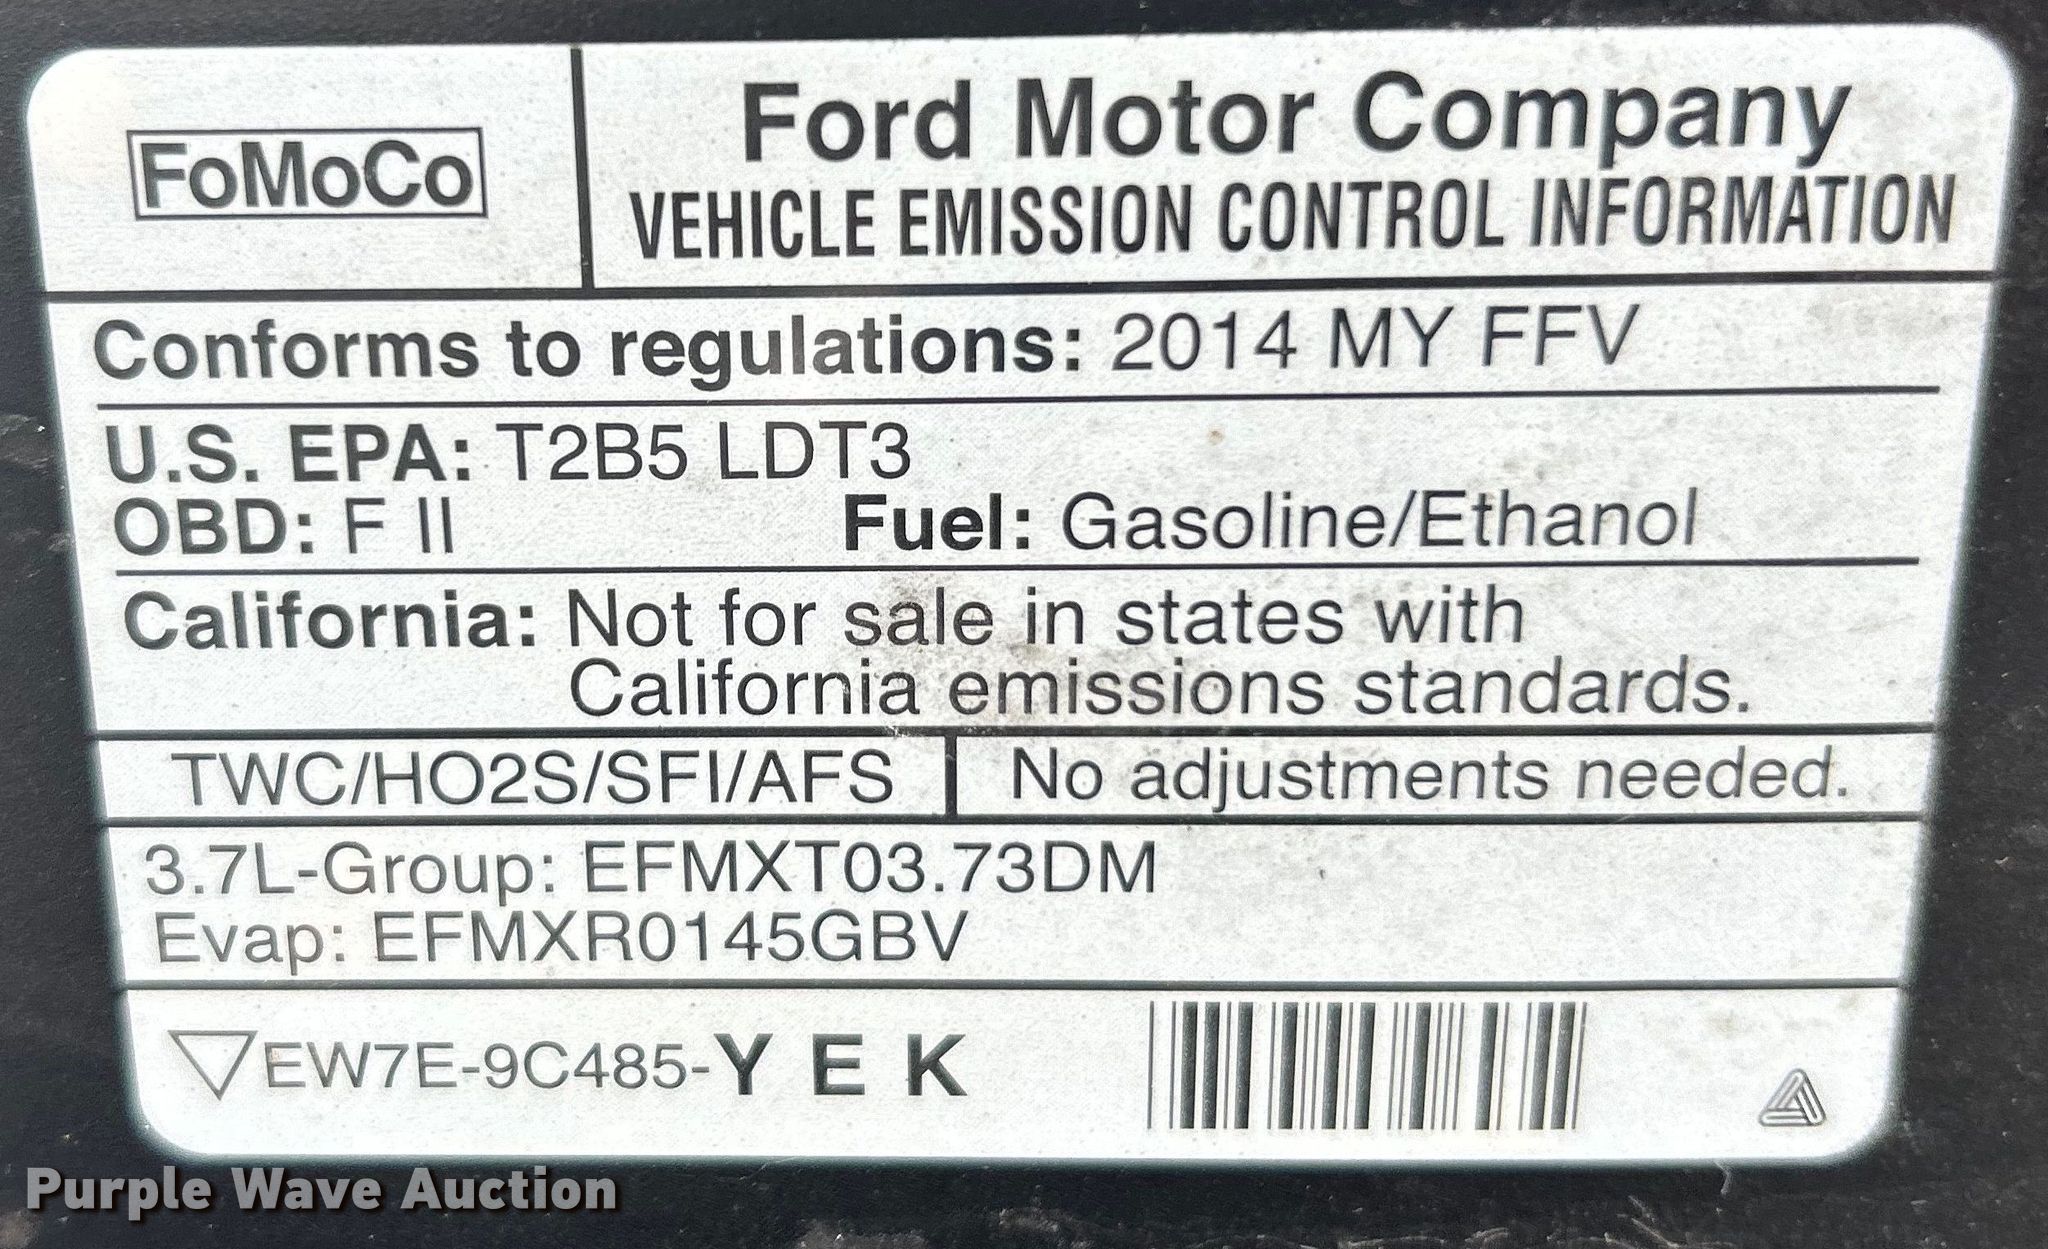 FoMoCo
Ford Motor Company
VEHICLE EMISSION CONTROL INFORMATION
Conforms to regulations: 2014 MY FFV
U.S. EPA: T2B5 LDT3
OBD: F II Fuel: Gasoline/Ethanol
California: Not for sale in states with
California emissions standards.
TWC/HO2S/SFI/AFS No adjustments needed.
3.7L-Group: EFMXT03.73DM
Evap: EFMXR0145GBV
EW7E-9C485-Y E K
Purple Wave Auction